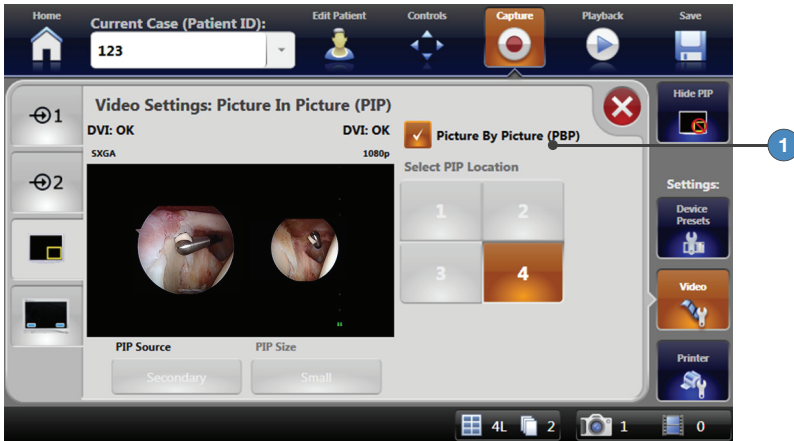 Home
Current Case (Patient ID):
Edit Patient
Controls
Capture
Playback
Save
123
1
2
Video Settings: Picture In Picture (PIP)
DVI: OK
DVI: OK
SXGA
1080p
Picture By Picture (PBP)
1
Select PIP Location
1
2
3
4
PIP Source
PIP Size
Secondary
Small
Hide PIP
Settings:
Device
Presets
Video
Printer
4L
2
1
0